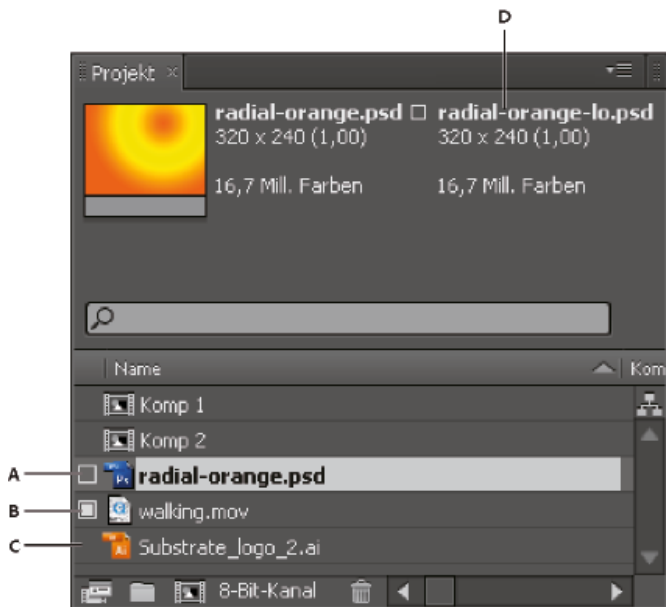 D
Projekt
radial-orange.psd radial-orange-lo.psd
320 x 240 (1,00) 320 x 240 (1,00)
16,7 Mill. Farben 16,7 Mill. Farben
Name Kom
Komp 1
Komp 2
A radial-orange.psd
B walking.mov
C Substrate_logo_2.ai
8-Bit-Kanal